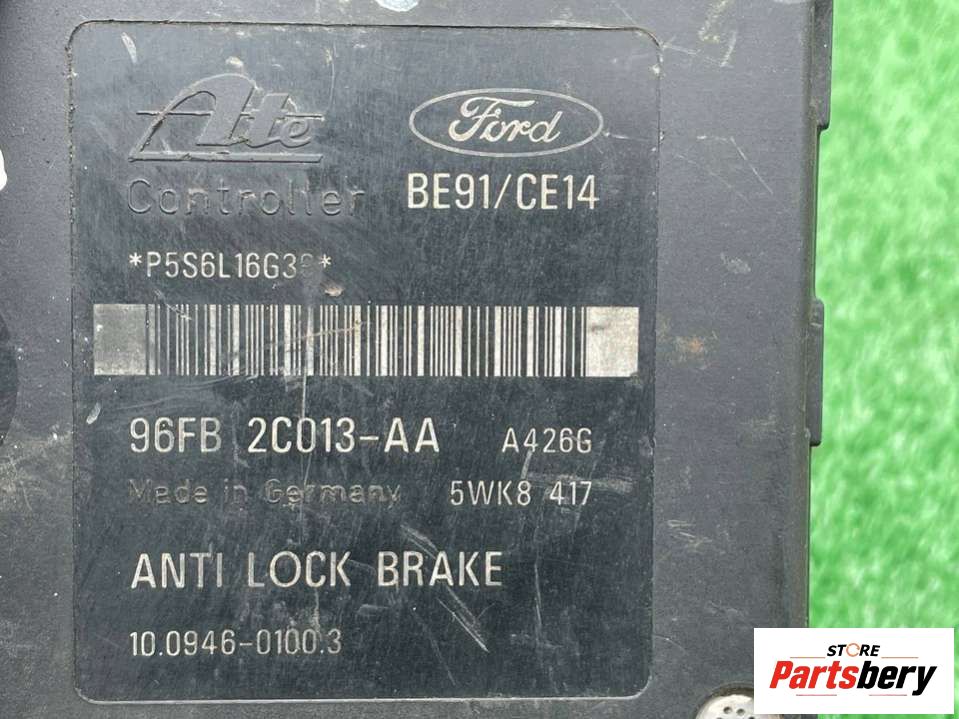 Ate
Ford
Controller
BE91/CE14
96FB 2C013-AA A426G
Made in Germany 5WK8 417
ANTI LOCK BRAKE
10.0946-0100.3
STORE
Partsbery